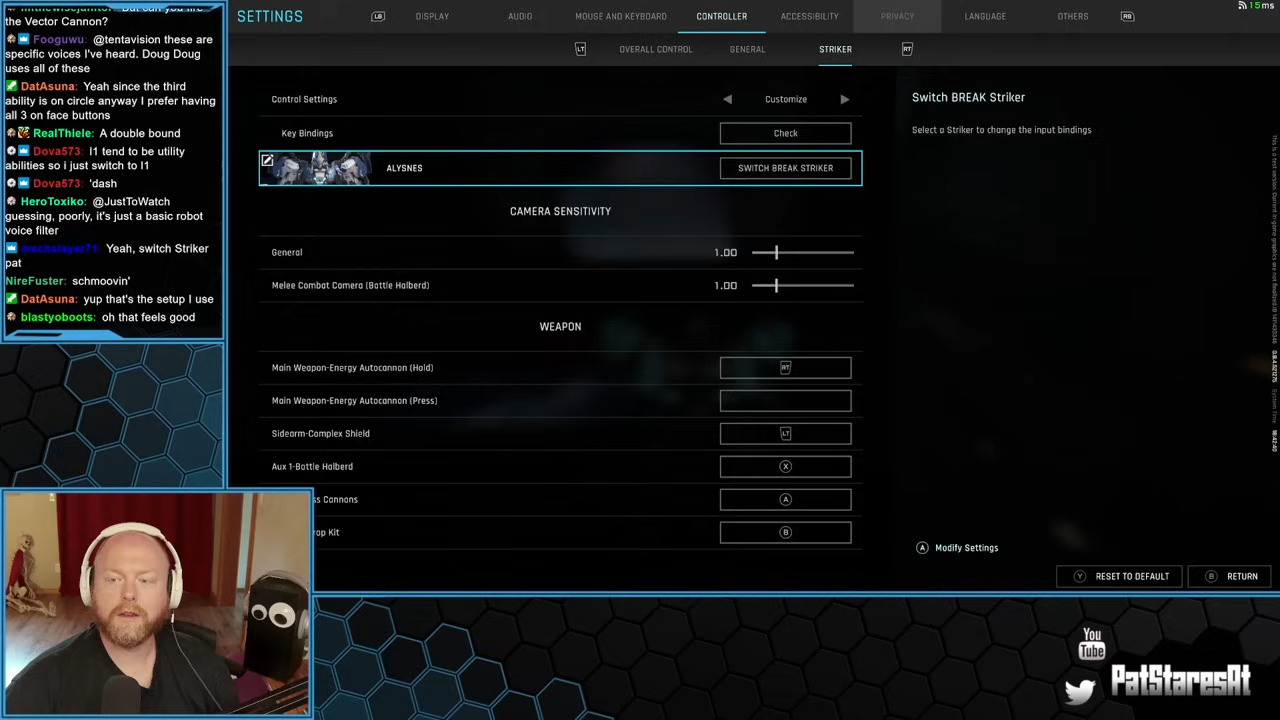 the Vector Cannon?
Fooguwu: @tentavision these are
specific voices I've heard. Doug Doug
uses all of these
DatAsuna: Yeah since the third
ability is on circle anyway I prefer having
all 3 on face buttons
RealThiele: A double bound
Dova573: l1 tend to be utility
abilities so i just switch to l1
Dova573: 'dash
HeroToxiko: @JustToWatch
guessing, poorly, it's just a basic robot
voice filter
mechslayer71: Yeah, switch Striker
pat
NireFuster: schmoovin'
DatAsuna: yup that's the setup I use
blastyoboots: oh that feels good
SETTINGS
LB DISPLAY AUDIO MOUSE AND KEYBOARD CONTROLLER ACCESSIBILITY PRIVACY LANGUAGE OTHERS RB
15 ms
LT OVERALL CONTROL GENERAL STRIKER RT
Control Settings Customize
Key Bindings Check
ALYSNES SWITCH BREAK STRIKER
CAMERA SENSITIVITY
General 1.00
Melee Combat Camera (Battle Halberd) 1.00
WEAPON
Main Weapon-Energy Autocannon (Hold) RT
Main Weapon-Energy Autocannon (Press)
Sidearm-Complex Shield LT
Aux 1-Battle Halberd X
Cannons A
Kit B
Switch BREAK Striker
Select a Striker to change the input bindings
A Modify Settings
Y RESET TO DEFAULT B RETURN
You
Tube
PatStaresAt